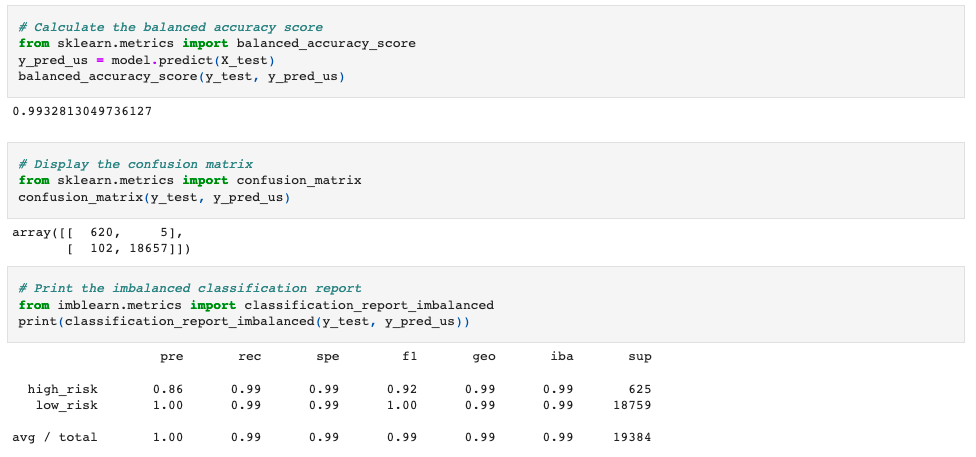 # Calculate the balanced accuracy score
from sklearn.metrics import balanced_accuracy_score
y_pred_us = model.predict(X_test)
balanced_accuracy_score(y_test, y_pred_us)
0.9932813049736127
# Display the confusion matrix
from sklearn.metrics import confusion_matrix
confusion_matrix(y_test, y_pred_us)
array([[  620,     5],
       [  102, 18657]])
# Print the imbalanced classification report
from imblearn.metrics import classification_report_imbalanced
print(classification_report_imbalanced(y_test, y_pred_us))
                   pre       rec       spe        f1       geo       iba       sup
  high_risk       0.86      0.99      0.99      0.92      0.99      0.99       625
   low_risk       1.00      0.99      0.99      1.00      0.99      0.99     18759
avg / total       1.00      0.99      0.99      0.99      0.99      0.99     19384